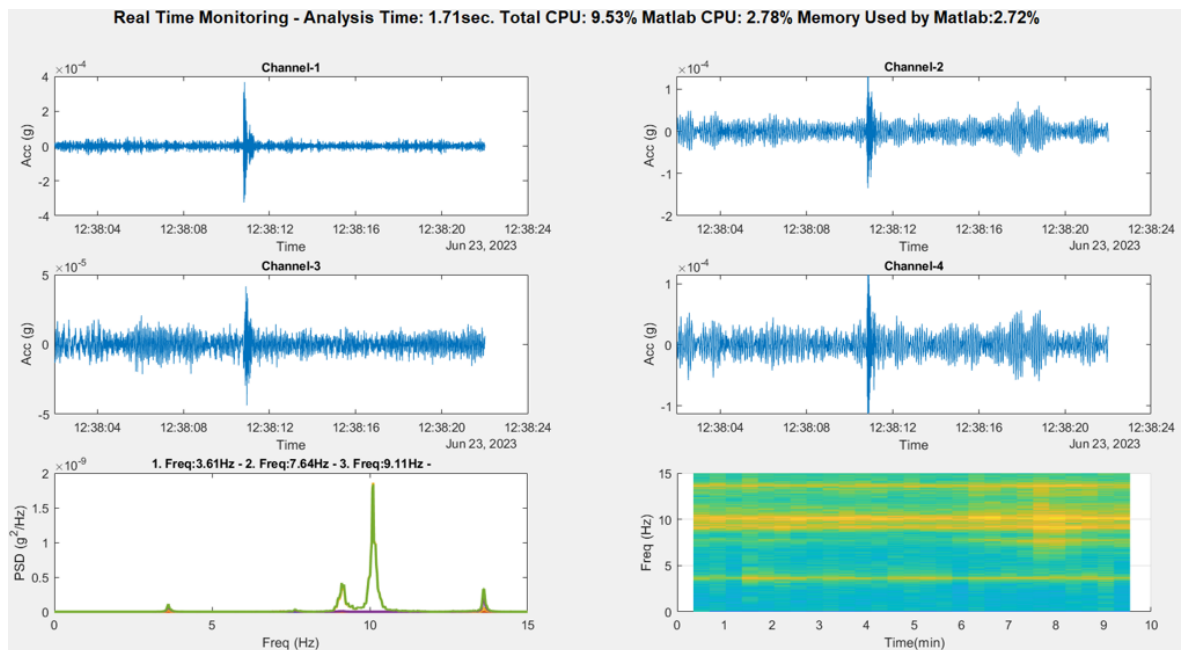 Real Time Monitoring - Analysis Time: 1.71sec. Total CPU: 9.53% Matlab CPU: 2.78% Memory Used by Matlab:2.72%
Channel-1
×10⁻⁴
4
2
0
-2
-4
Acc (g)
12:38:04 12:38:08 12:38:12 12:38:16 12:38:20 12:38:24
Time
Jun 23, 2023
Channel-2
×10⁻⁴
1
0
-1
-2
Acc (g)
12:38:04 12:38:08 12:38:12 12:38:16 12:38:20 12:38:24
Time
Jun 23, 2023
Channel-3
×10⁻⁵
5
0
-5
Acc (g)
12:38:04 12:38:08 12:38:12 12:38:16 12:38:20 12:38:24
Time
Jun 23, 2023
Channel-4
×10⁻⁴
1
0
-1
Acc (g)
12:38:04 12:38:08 12:38:12 12:38:16 12:38:20 12:38:24
Time
Jun 23, 2023
1. Freq:3.61Hz - 2. Freq:7.64Hz - 3. Freq:9.11Hz -
×10⁻⁹
2
1.5
1
0.5
0
PSD (g²/Hz)
0 5 10 15
Freq (Hz)
15
10
5
0
Freq (Hz)
0 1 2 3 4 5 6 7 8 9 10
Time(min)